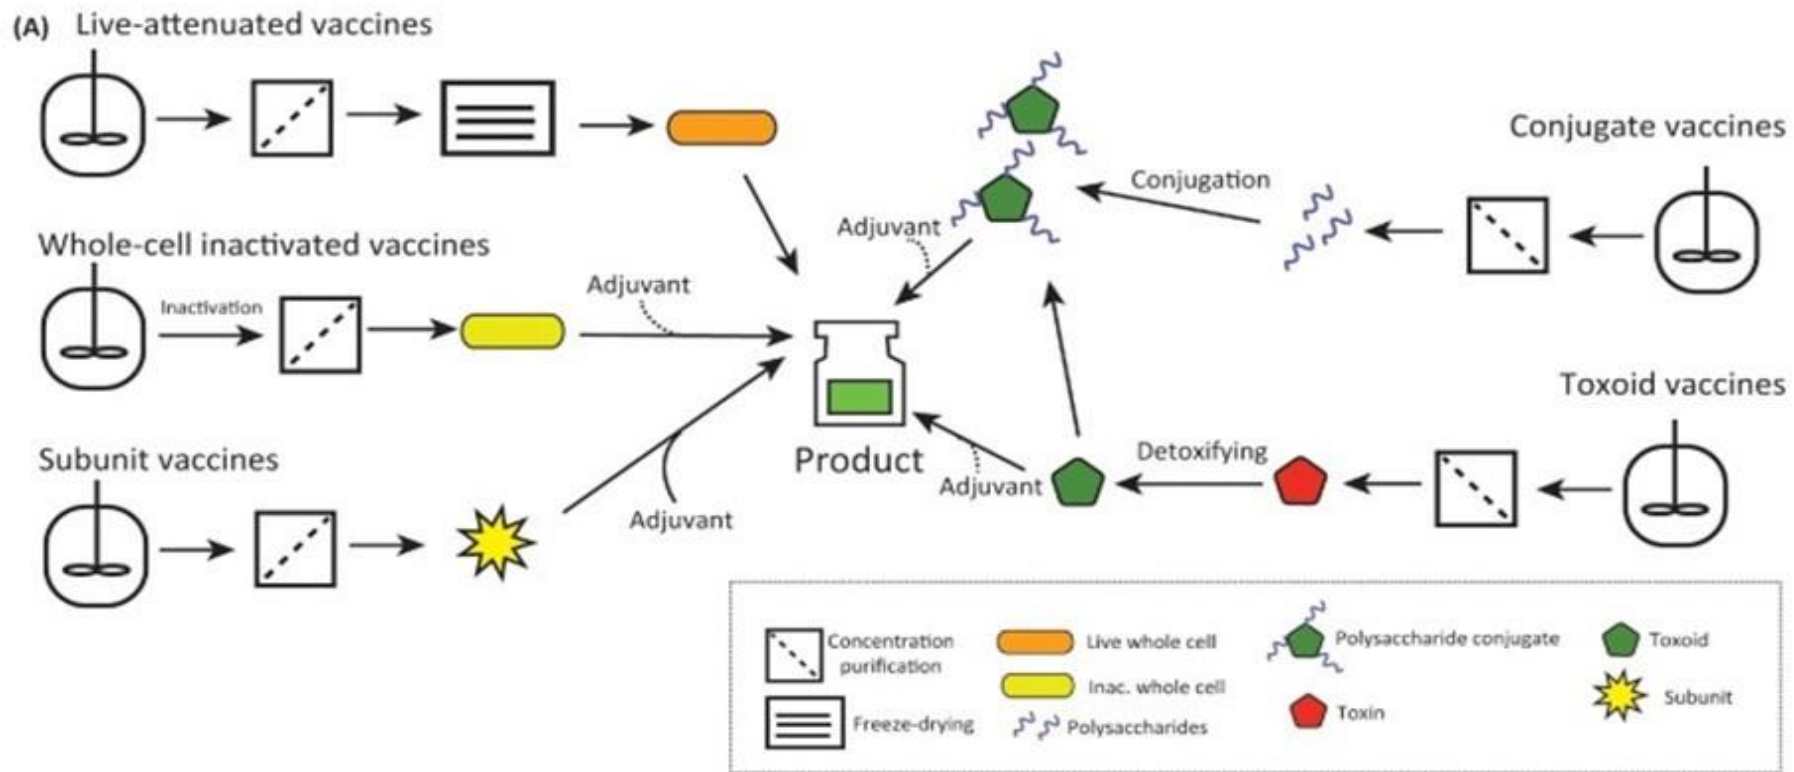 (A) Live-attenuated vaccines
Conjugate vaccines
Conjugation
Adjuvant
Whole-cell inactivated vaccines
Inactivation
Adjuvant
Toxoid vaccines
Detoxifying
Adjuvant
Product
Subunit vaccines
Adjuvant
Concentration
purification
Freeze-drying
Live whole cell
Inac. whole cell
Polysaccharides
Polysaccharide conjugate
Toxin
Toxoid
Subunit